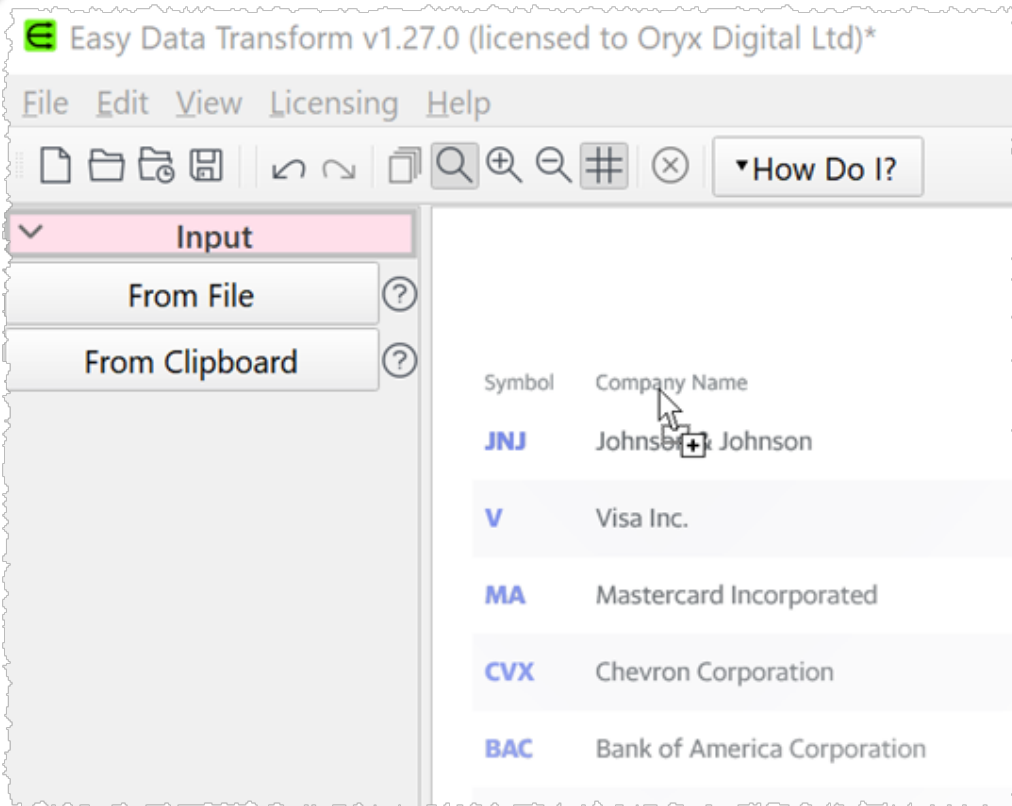 Easy Data Transform v1.27.0 (licensed to Oryx Digital Ltd)*
File Edit View Licensing Help
▾How Do I?
Input
From File ?
From Clipboard ?
Symbol Company Name
JNJ Johnson & Johnson
V Visa Inc.
MA Mastercard Incorporated
CVX Chevron Corporation
BAC Bank of America Corporation